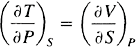 (∂T/∂P)_S = (∂V/∂S)_P